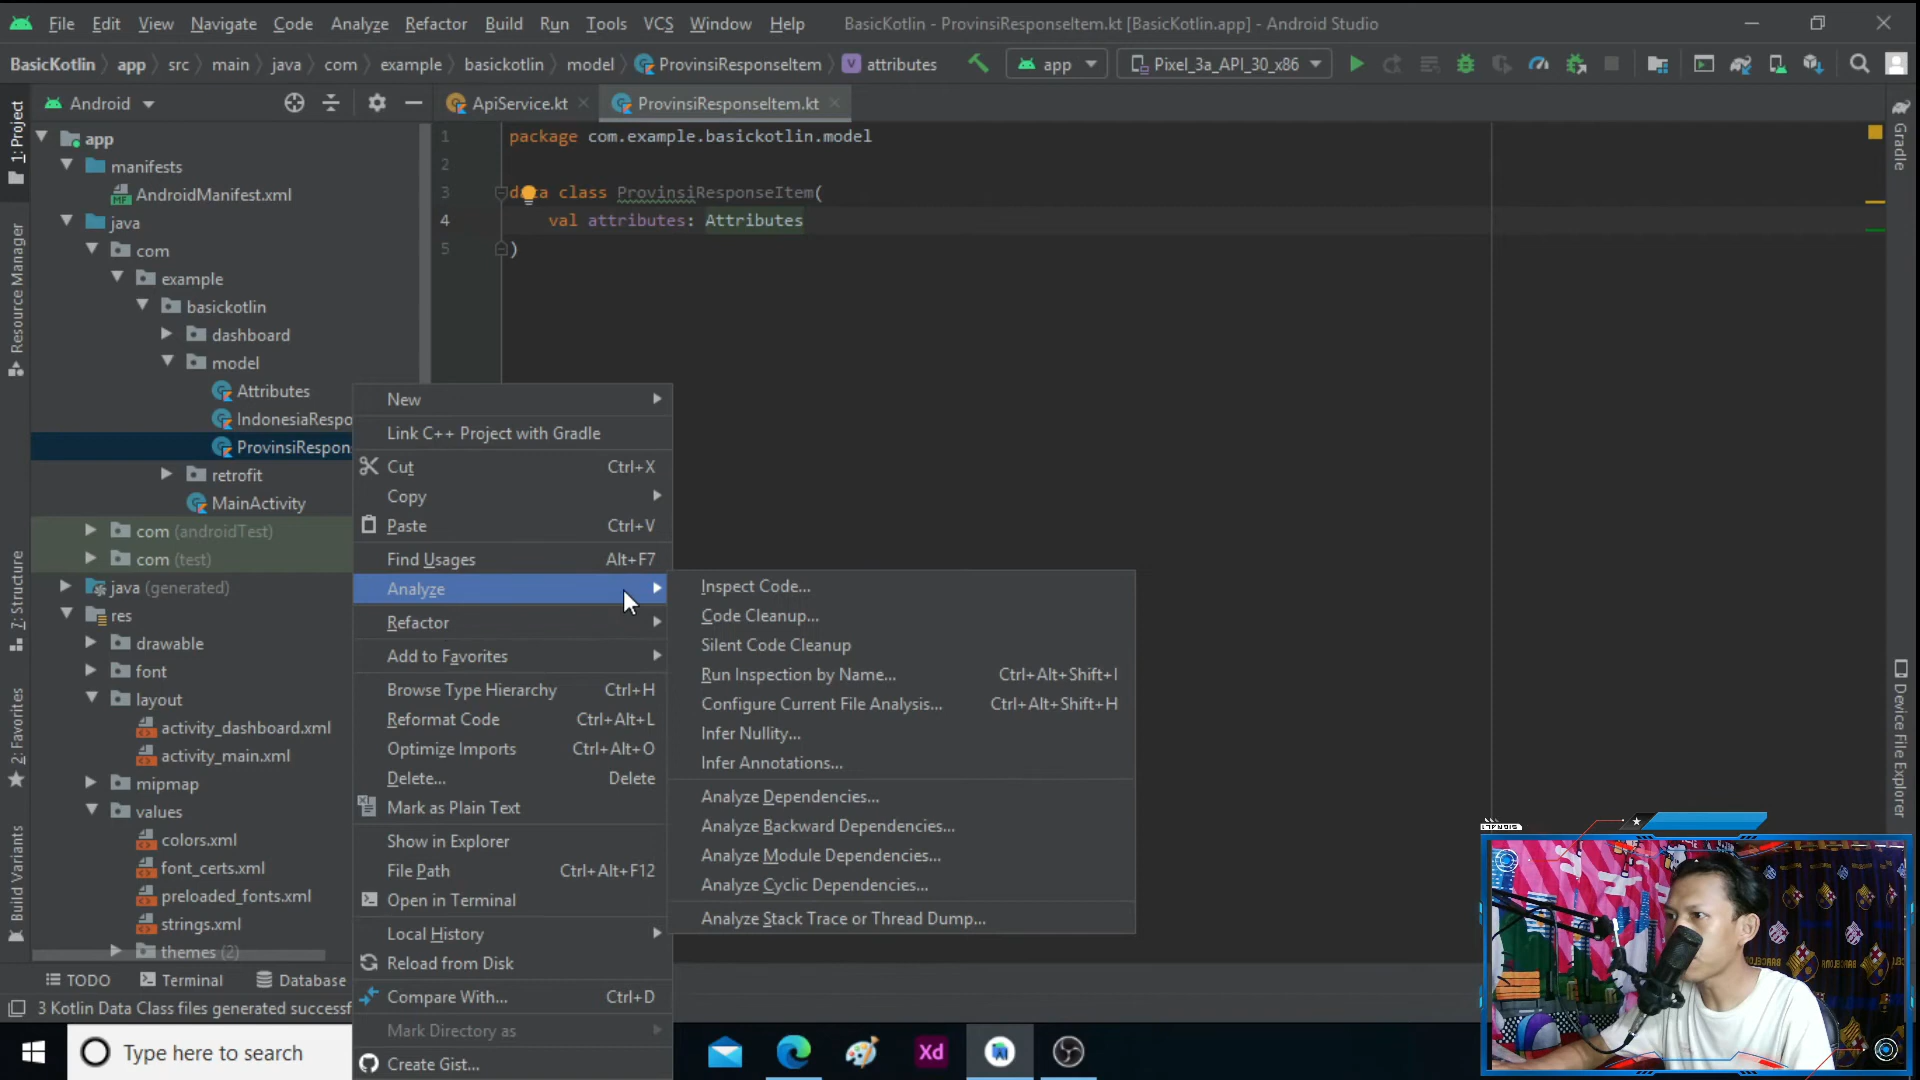 File Edit View Navigate Code Analyze Refactor Build Run Tools VCS Window Help BasicKotlin - ProvinsiResponseItem.kt [BasicKotlin.app] - Android Studio
BasicKotlin app src main java com example basickotlin model ProvinsiResponseItem attributes app Pixel_3a_API_30_x86
Android
ApiService.kt
ProvinsiResponseItem.kt
1: Project
Resource Manager
7: Structure
2: Favorites
Build Variants
app
manifests
AndroidManifest.xml
java
com
example
basickotlin
dashboard
model
Attributes
IndonesiaRespo
ProvinsiRespon
retrofit
MainActivity
com (androidTest)
com (test)
java (generated)
res
drawable
font
layout
activity_dashboard.xml
activity_main.xml
mipmap
values
colors.xml
font_certs.xml
preloaded_fonts.xml
strings.xml
themes (2)
1 package com.example.basickotlin.model
2
3 data class ProvinsiResponseItem(
4 val attributes: Attributes
5 )
New
Link C++ Project with Gradle
Cut Ctrl+X
Copy
Paste Ctrl+V
Find Usages Alt+F7
Analyze
Refactor
Add to Favorites
Browse Type Hierarchy Ctrl+H
Reformat Code Ctrl+Alt+L
Optimize Imports Ctrl+Alt+O
Delete... Delete
Mark as Plain Text
Show in Explorer
File Path Ctrl+Alt+F12
Open in Terminal
Local History
Reload from Disk
Compare With... Ctrl+D
Mark Directory as
Create Gist...
Inspect Code...
Code Cleanup...
Silent Code Cleanup
Run Inspection by Name... Ctrl+Alt+Shift+I
Configure Current File Analysis... Ctrl+Alt+Shift+H
Infer Nullity...
Infer Annotations...
Analyze Dependencies...
Analyze Backward Dependencies...
Analyze Module Dependencies...
Analyze Cyclic Dependencies...
Analyze Stack Trace or Thread Dump...
Gradle
Device File Explorer
TODO Terminal Database
3 Kotlin Data Class files generated successf
Type here to search
Xd